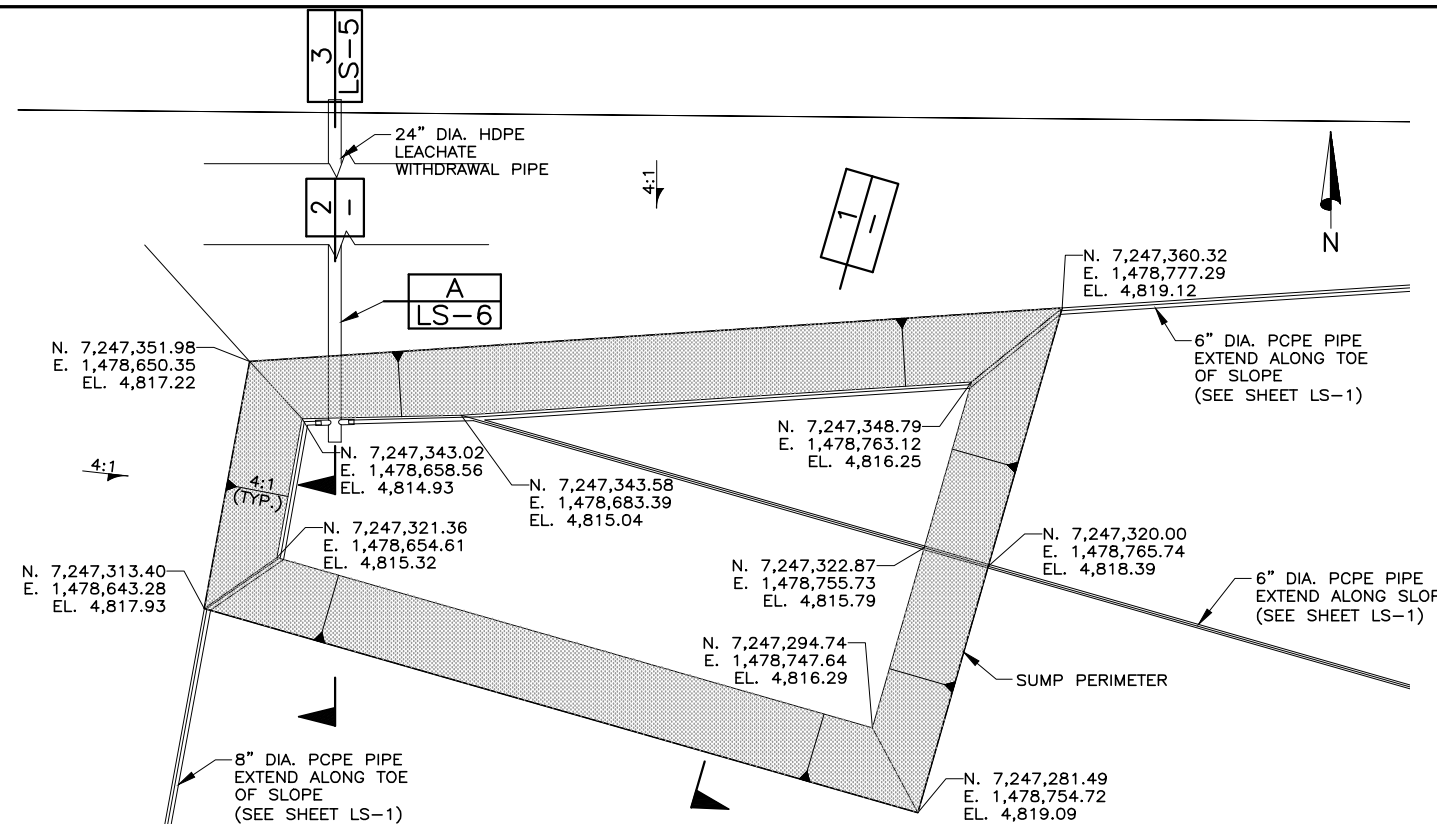 3
LS-5
24" DIA. HDPE
LEACHATE
WITHDRAWAL PIPE
2
-
4:1
1
-
N
A
LS-6
N. 7,247,360.32
E. 1,478,777.29
EL. 4,819.12
6" DIA. PCPE PIPE
EXTEND ALONG TOE
OF SLOPE
(SEE SHEET LS-1)
N. 7,247,351.98
E. 1,478,650.35
EL. 4,817.22
N. 7,247,348.79
E. 1,478,763.12
EL. 4,816.25
N. 7,247,343.02
E. 1,478,658.56
EL. 4,814.93
4:1
4:1
(TYP.)
N. 7,247,343.58
E. 1,478,683.39
EL. 4,815.04
N. 7,247,321.36
E. 1,478,654.61
EL. 4,815.32
N. 7,247,320.00
E. 1,478,765.74
EL. 4,818.39
N. 7,247,322.87
E. 1,478,755.73
EL. 4,815.79
N. 7,247,313.40
E. 1,478,643.28
EL. 4,817.93
6" DIA. PCPE PIPE
EXTEND ALONG SLOP
(SEE SHEET LS-1)
N. 7,247,294.74
E. 1,478,747.64
EL. 4,816.29
SUMP PERIMETER
8" DIA. PCPE PIPE
EXTEND ALONG TOE
OF SLOPE
(SEE SHEET LS-1)
N. 7,247,281.49
E. 1,478,754.72
EL. 4,819.09